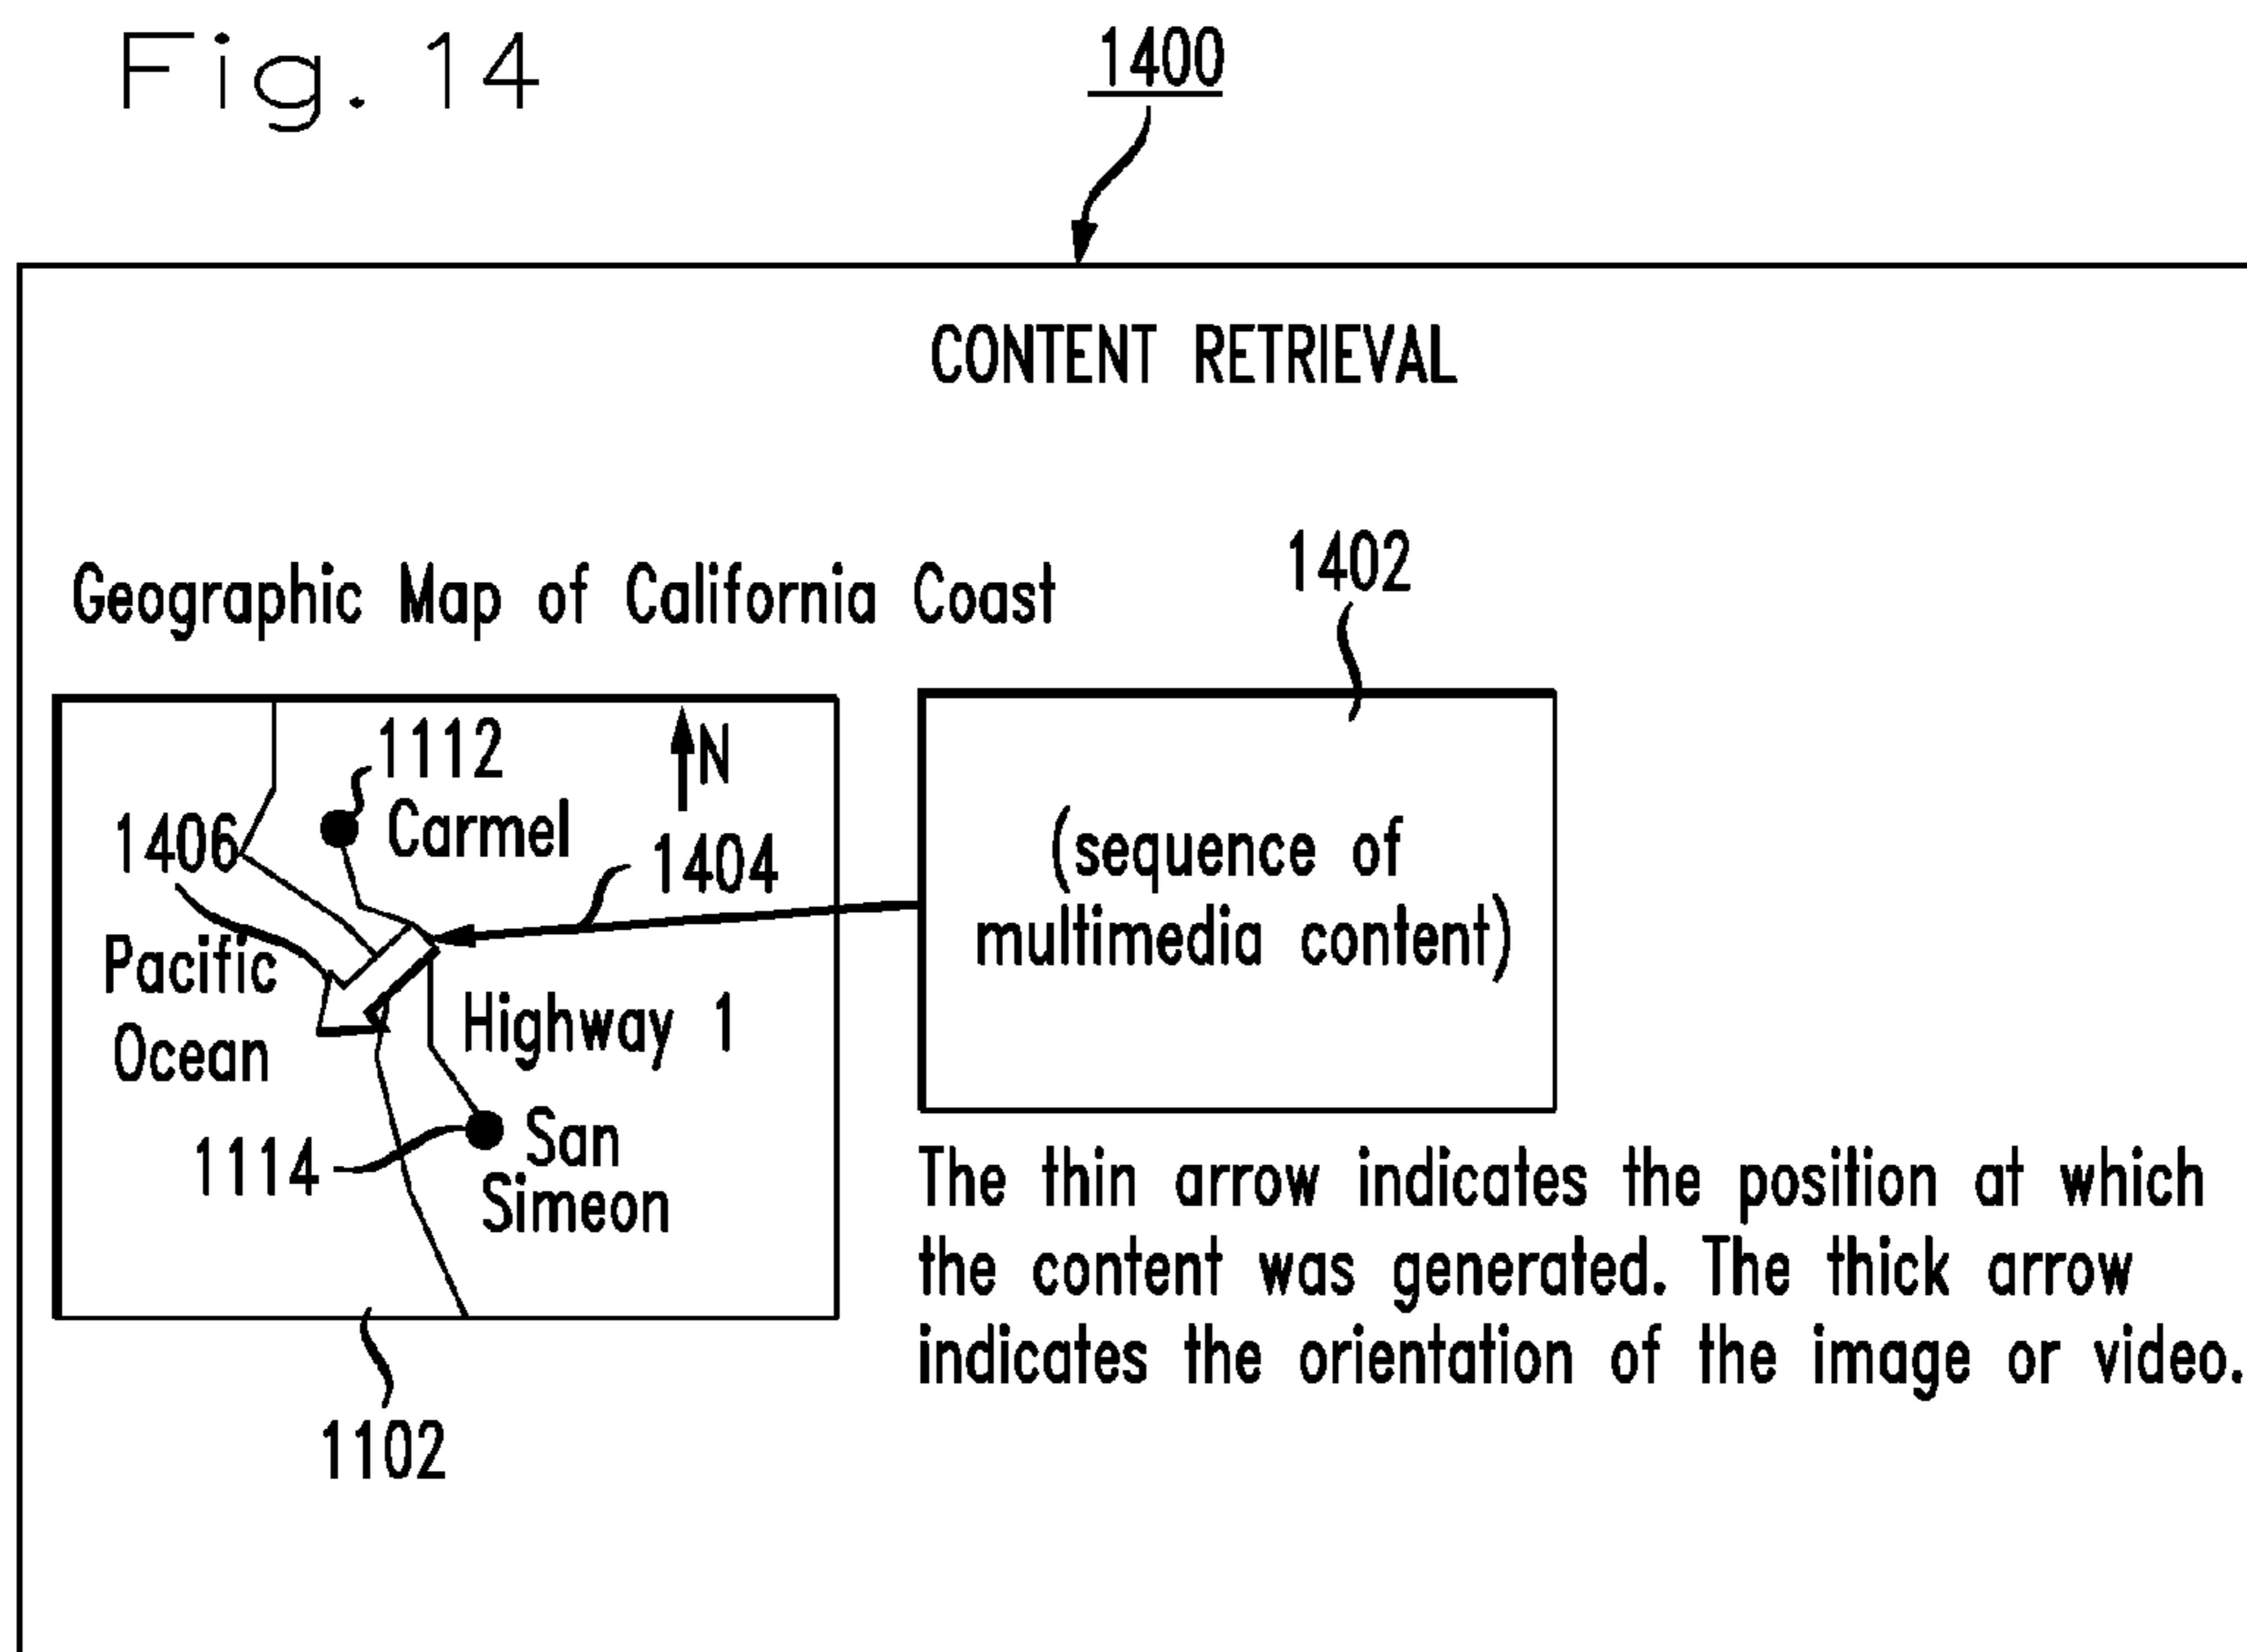 Fig. 14
1400
CONTENT RETRIEVAL
Geographic Map of California Coast
1402
1112
N
Carmel
1406
1404
Pacific
Ocean
Highway 1
1114
San
Simeon
1102
(sequence of
multimedia content)
The thin arrow indicates the position at which
the content was generated. The thick arrow
indicates the orientation of the image or video.